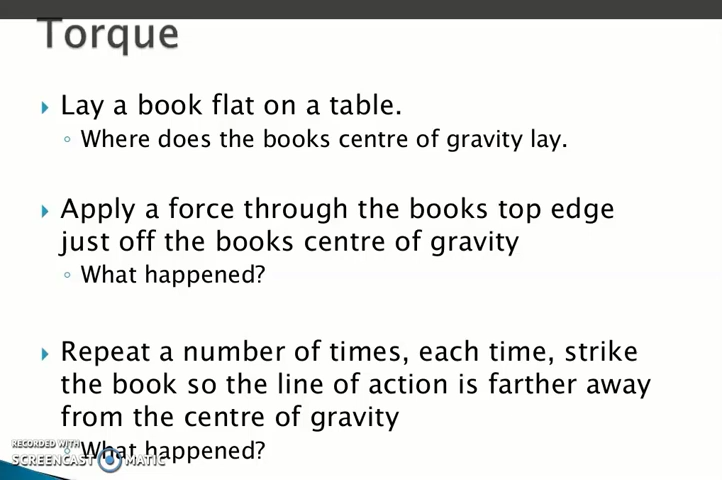 Torque
Lay a book flat on a table.
Where does the books centre of gravity lay.
Apply a force through the books top edge
just off the books centre of gravity
What happened?
Repeat a number of times, each time, strike
the book so the line of action is farther away
from the centre of gravity
What happened?
RECORDED WITH
SCREENCAST MATIC